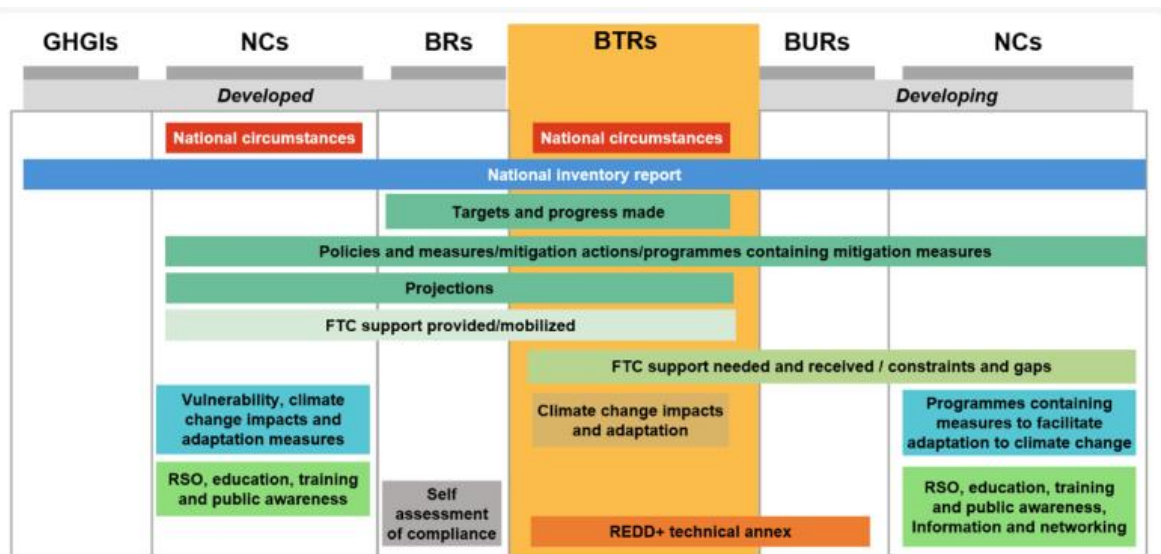 GHGIs NCs BRs BTRs BURs NCs
Developed Developing
National circumstances National circumstances
National inventory report
Targets and progress made
Policies and measures/mitigation actions/programmes containing mitigation measures
Projections
FTC support provided/mobilized
FTC support needed and received / constraints and gaps
Vulnerability, climate
change impacts and
adaptation measures
Climate change impacts
and adaptation
Programmes containing
measures to facilitate
adaptation to climate change
RSO, education, training
and public awareness
Self
assessment
of compliance
REDD+ technical annex
RSO, education, training
and public awareness,
Information and networking